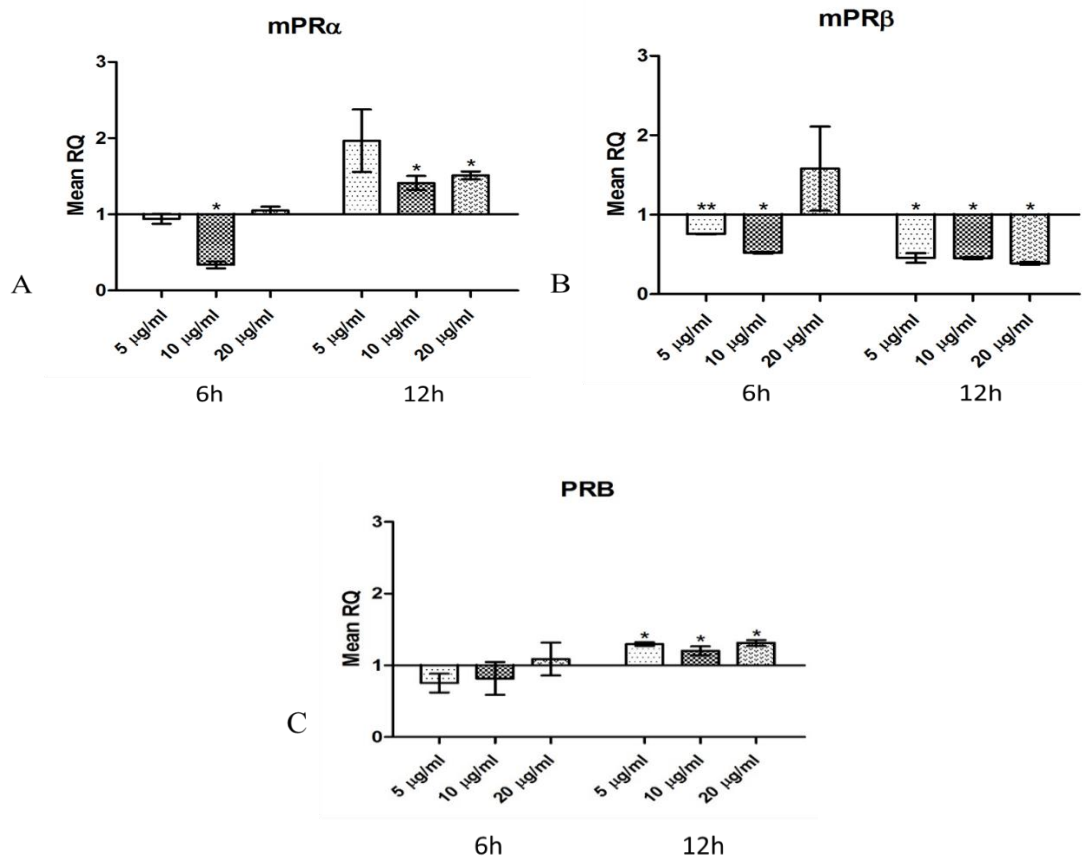 mPRα
3
2
1
0
Mean RQ
*
*
*
5 µg/ml
10 µg/ml
20 µg/ml
5 µg/ml
10 µg/ml
20 µg/ml
6h
12h
A
mPRβ
3
2
1
0
Mean RQ
**
*
*
*
*
5 µg/ml
10 µg/ml
20 µg/ml
5 µg/ml
10 µg/ml
20 µg/ml
6h
12h
B
PRB
3
2
1
0
Mean RQ
*
*
*
5 µg/ml
10 µg/ml
20 µg/ml
5 µg/ml
10 µg/ml
20 µg/ml
6h
12h
C